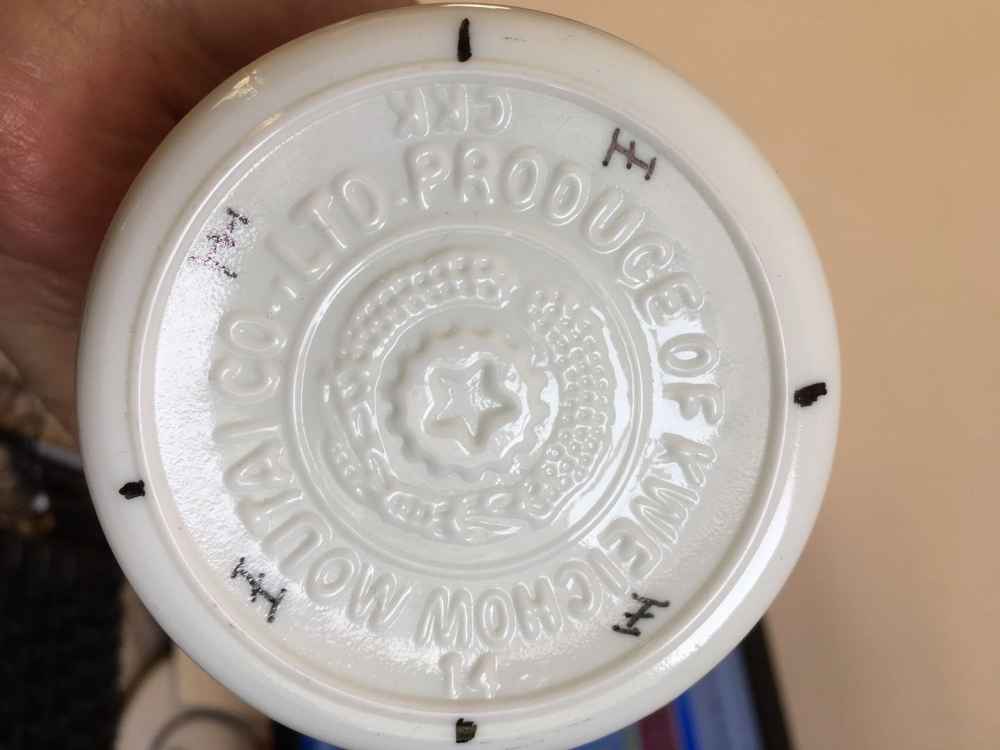 CKK
PRODUCE OF KWEICHOW MOUTAI CO.,LTD.
14